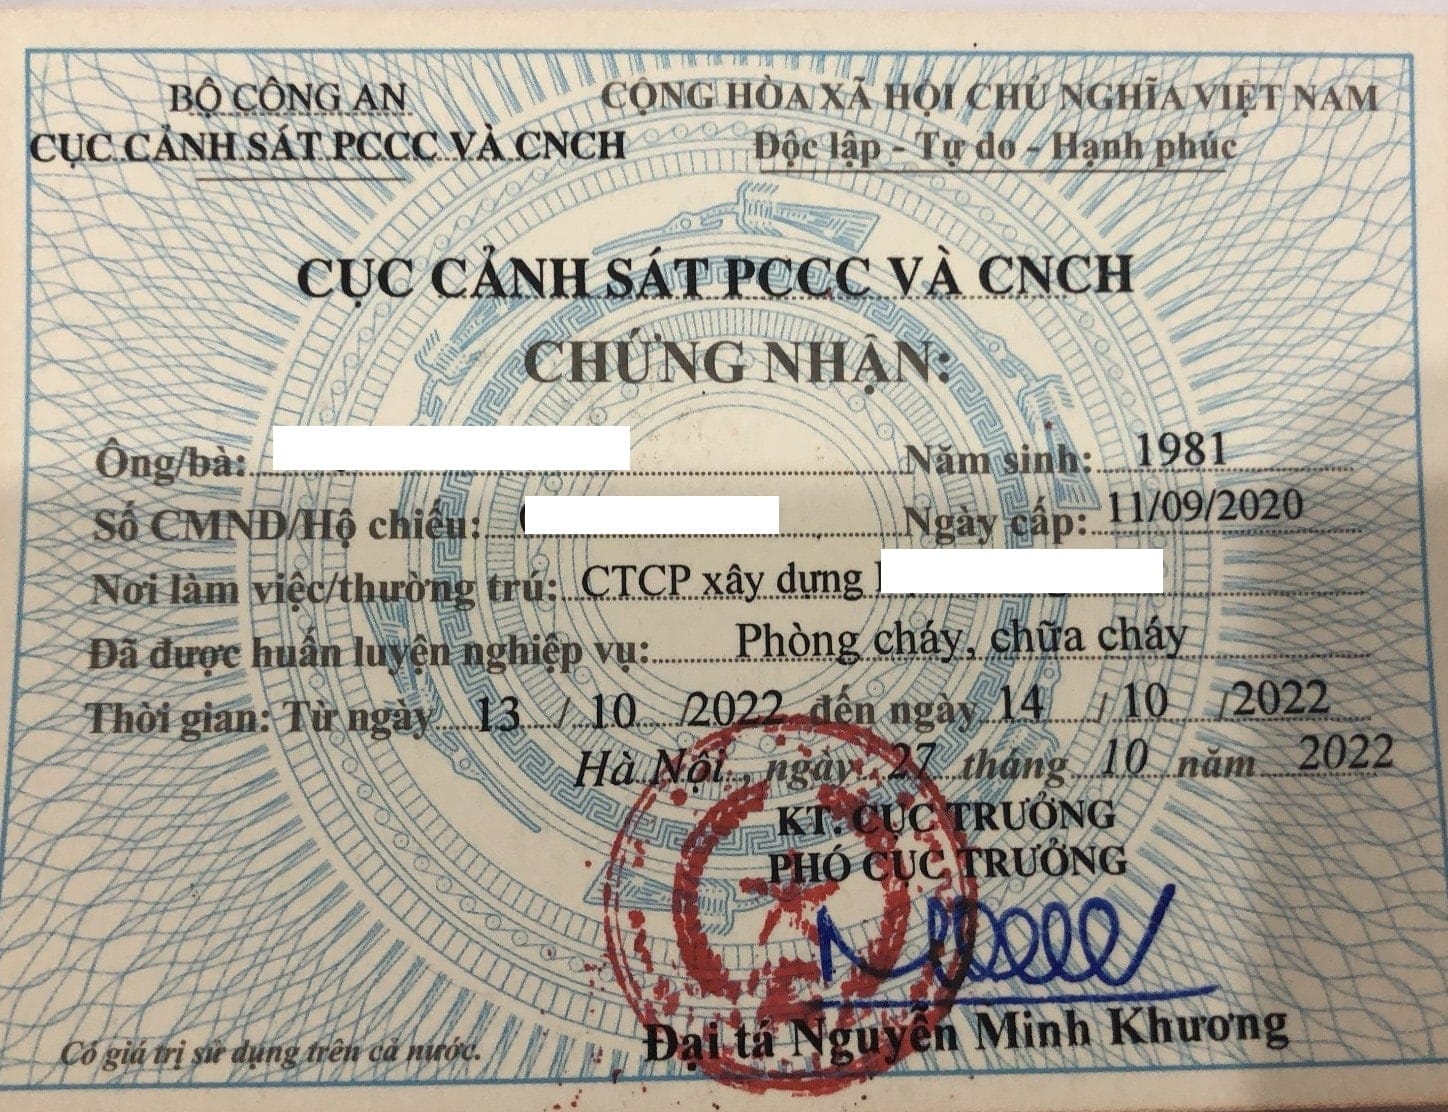 BỘ CÔNG AN
CỤC CẢNH SÁT PCCC VÀ CNCH
CỘNG HÒA XÃ HỘI CHỦ NGHĨA VIỆT NAM
Độc lập - Tự do - Hạnh phúc
CỤC CẢNH SÁT PCCC VÀ CNCH
CHỨNG NHẬN:
Ông/bà: Năm sinh: 1981
Số CMND/Hộ chiếu: Ngày cấp: 11/09/2020
Nơi làm việc/thường trú: CTCP xây dựng
Đã được huấn luyện nghiệp vụ: Phòng cháy, chữa cháy
Thời gian: Từ ngày 13 / 10 /2022 đến ngày 14 / 10 /2022
Hà Nội, ngày 27 tháng 10 năm 2022
KT. CỤC TRƯỞNG
PHÓ CỤC TRƯỞNG
Đại tá Nguyễn Minh Khương
Có giá trị sử dụng trên cả nước.